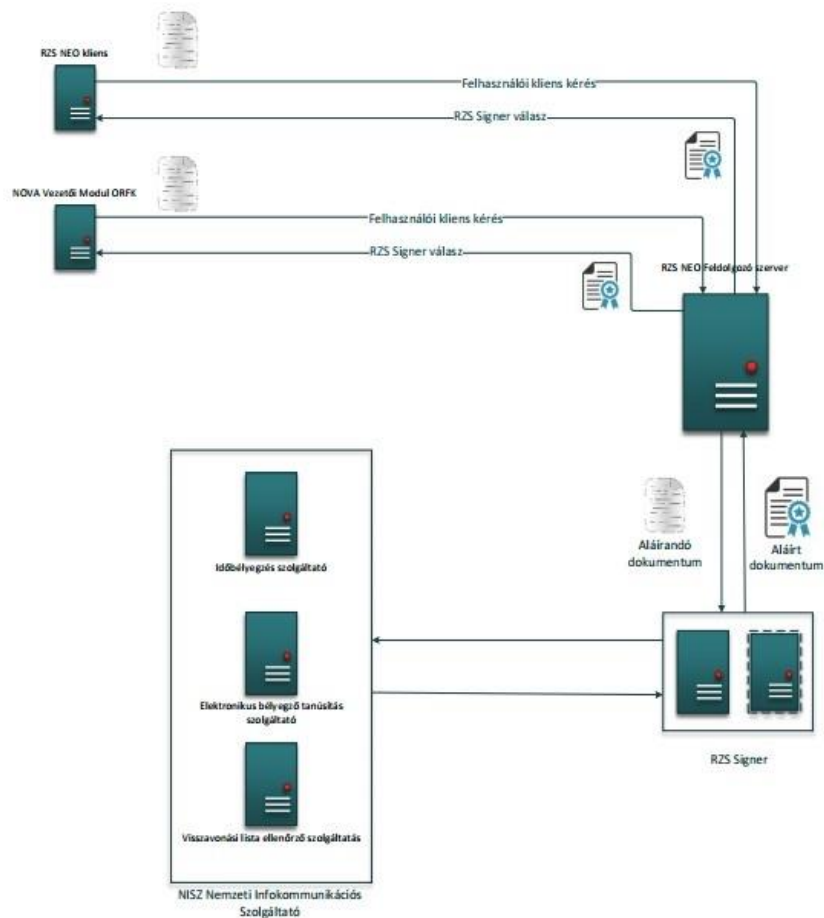 RZS NEO kliens
Felhasználói kliens kérés
RZS Signer válasz
NOVA Vezetői Modul ORFK
Felhasználói kliens kérés
RZS Signer válasz
RZS NEO Feldolgozó szerver
Időbélyegzés szolgáltató
Aláírandó
dokumentum
Aláírt
dokumentum
Elektronikus bélyegző tanúsítás
szolgáltató
RZS Signer
Visszavonási lista ellenőrző szolgáltatás
NISZ Nemzeti Infokommunikációs
Szolgáltató